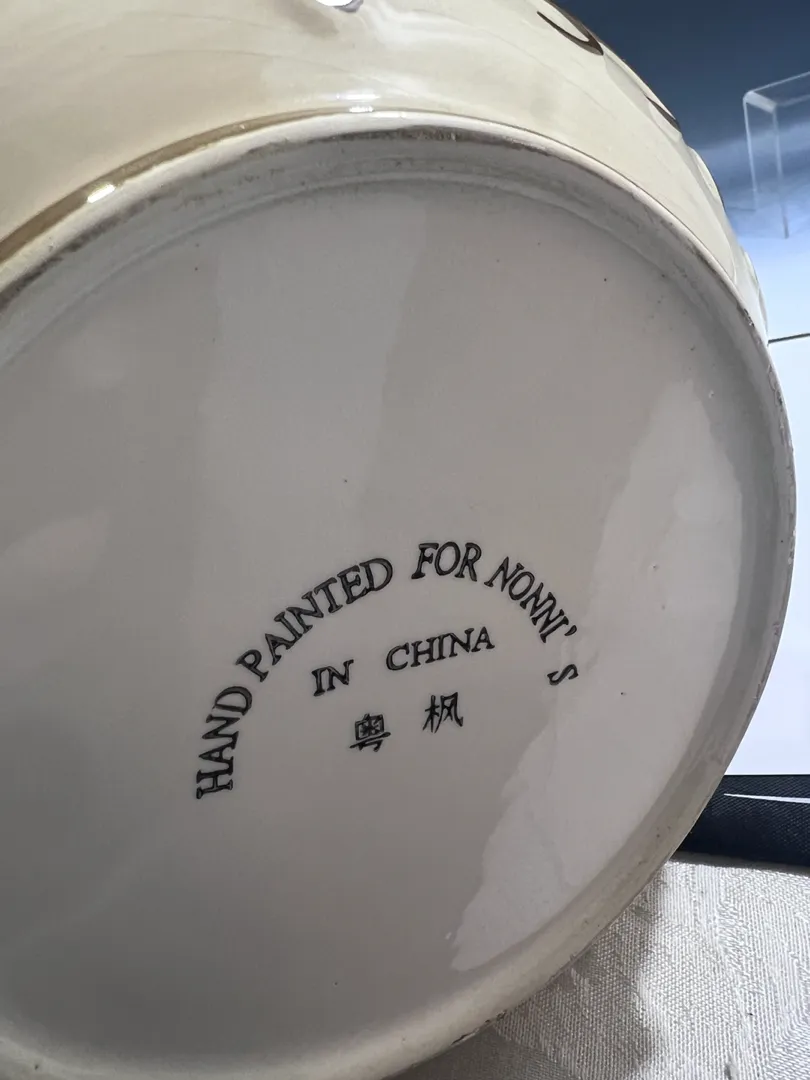 HAND PAINTED FOR NONNI'S
IN CHINA
粤枫